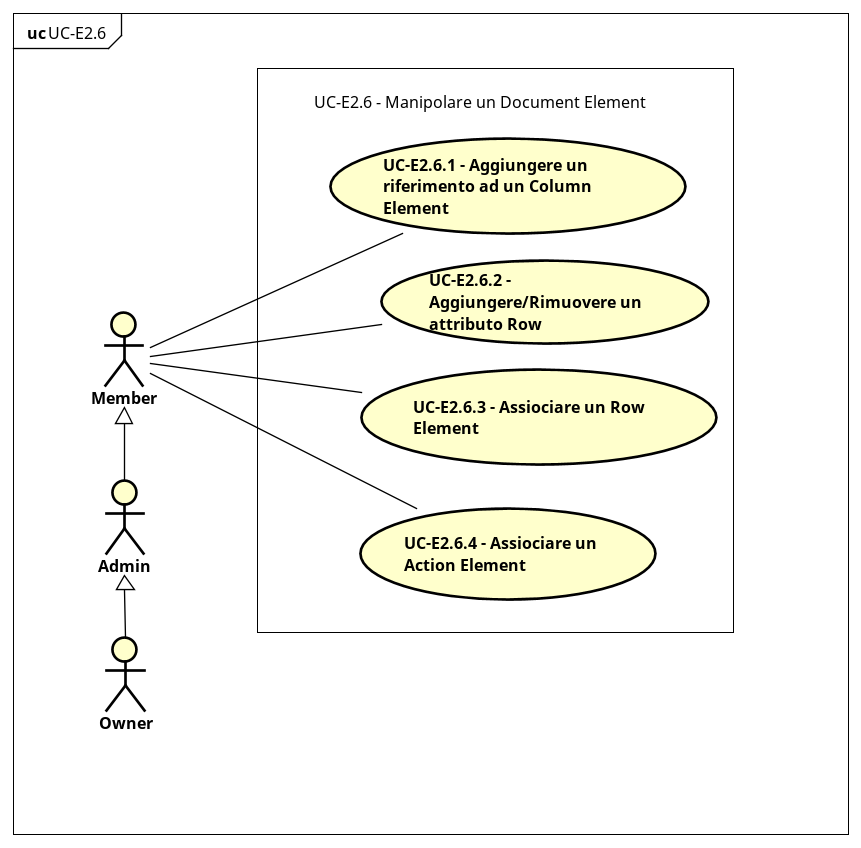 uc UC-E2.6
UC-E2.6 - Manipolare un Document Element
UC-E2.6.1 - Aggiungere un
riferimento ad un Column
Element
UC-E2.6.2 -
Aggiungere/Rimuovere un
attributo Row
UC-E2.6.3 - Assiociare un Row
Element
UC-E2.6.4 - Assiociare un
Action Element
Member
Admin
Owner